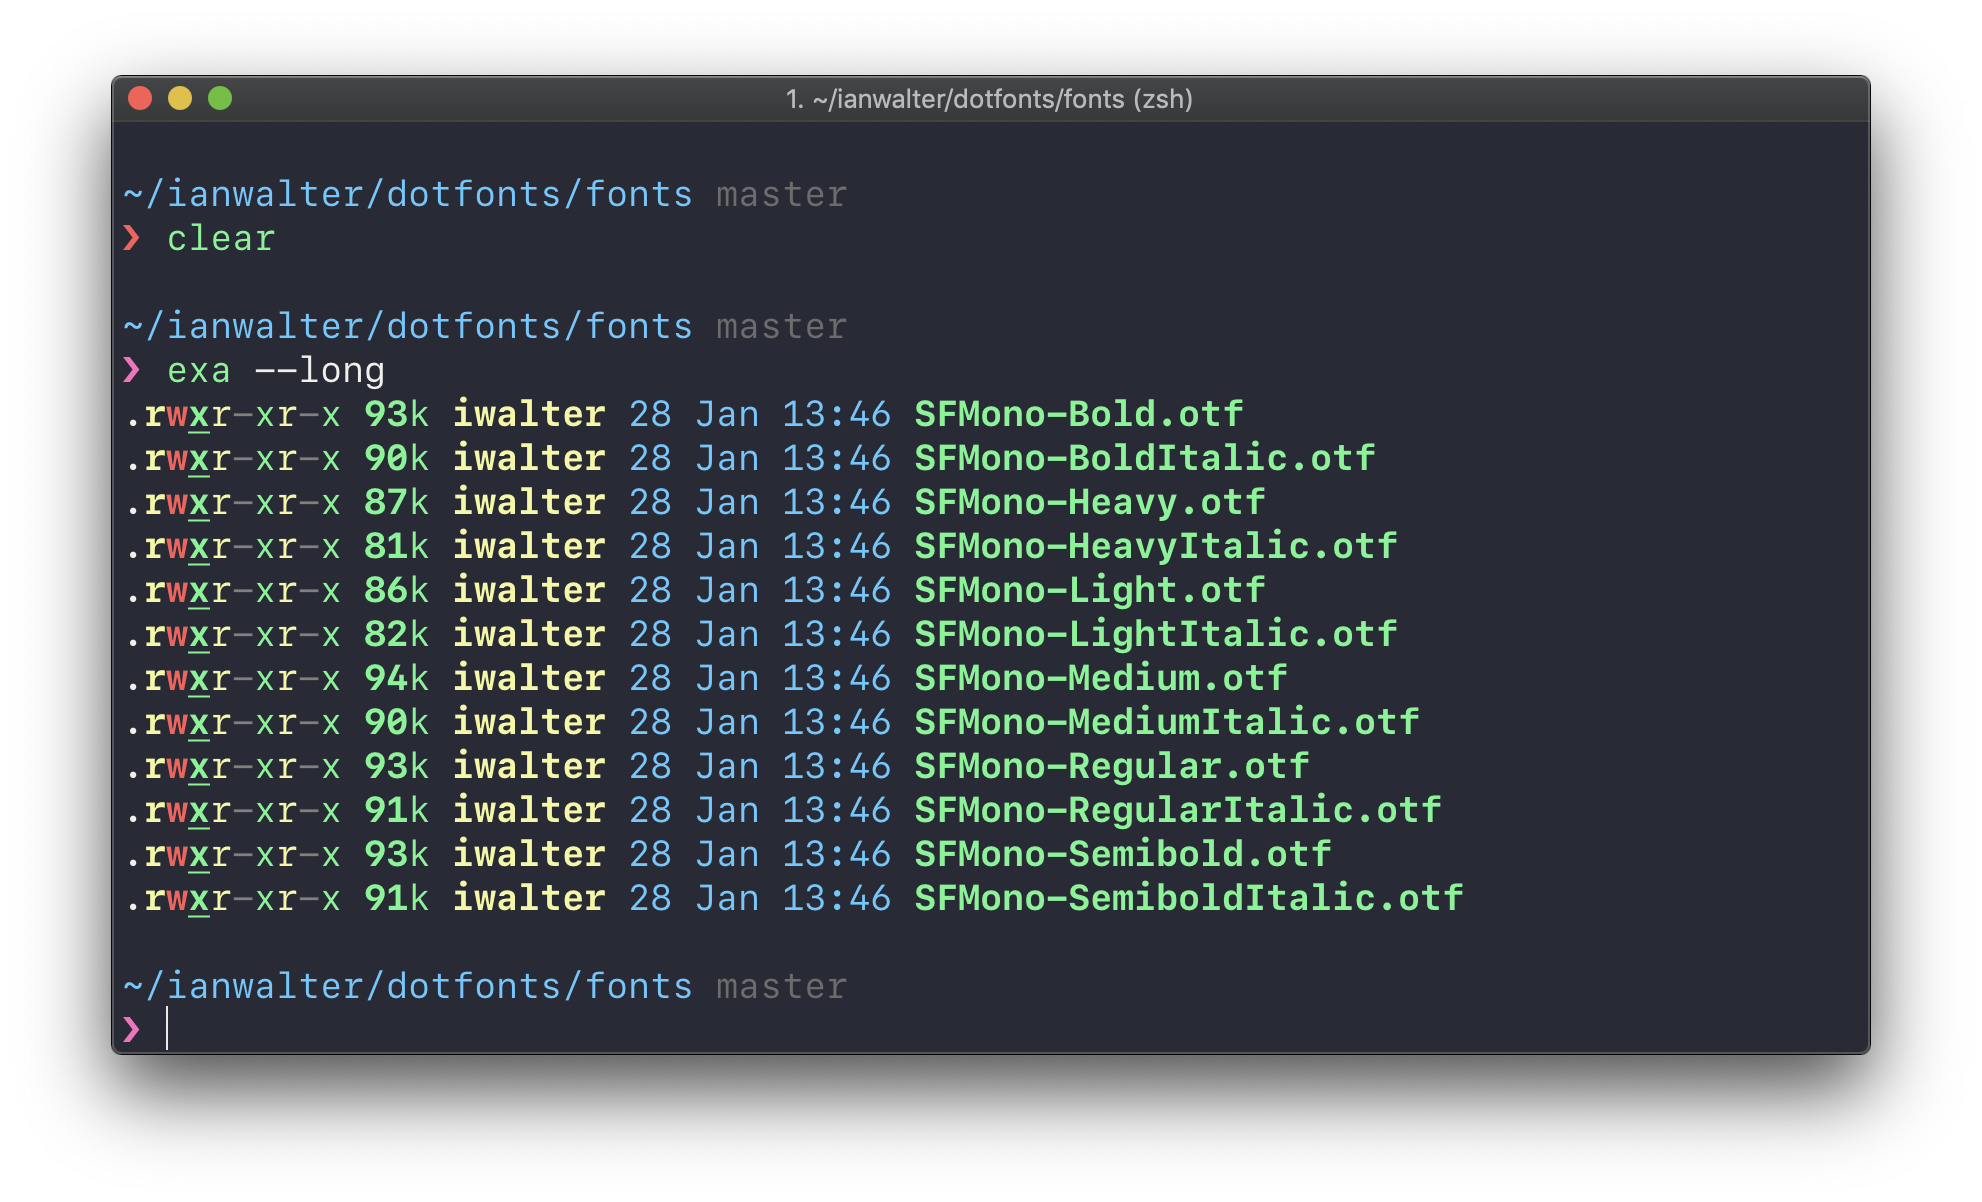 1. ~/ianwalter/dotfonts/fonts (zsh)
~/ianwalter/dotfonts/fonts master
❯ clear
~/ianwalter/dotfonts/fonts master
❯ exa --long
.rwxr-xr-x 93k iwalter 28 Jan 13:46 SFMono-Bold.otf
.rwxr-xr-x 90k iwalter 28 Jan 13:46 SFMono-BoldItalic.otf
.rwxr-xr-x 87k iwalter 28 Jan 13:46 SFMono-Heavy.otf
.rwxr-xr-x 81k iwalter 28 Jan 13:46 SFMono-HeavyItalic.otf
.rwxr-xr-x 86k iwalter 28 Jan 13:46 SFMono-Light.otf
.rwxr-xr-x 82k iwalter 28 Jan 13:46 SFMono-LightItalic.otf
.rwxr-xr-x 94k iwalter 28 Jan 13:46 SFMono-Medium.otf
.rwxr-xr-x 90k iwalter 28 Jan 13:46 SFMono-MediumItalic.otf
.rwxr-xr-x 93k iwalter 28 Jan 13:46 SFMono-Regular.otf
.rwxr-xr-x 91k iwalter 28 Jan 13:46 SFMono-RegularItalic.otf
.rwxr-xr-x 93k iwalter 28 Jan 13:46 SFMono-Semibold.otf
.rwxr-xr-x 91k iwalter 28 Jan 13:46 SFMono-SemiboldItalic.otf
~/ianwalter/dotfonts/fonts master
❯